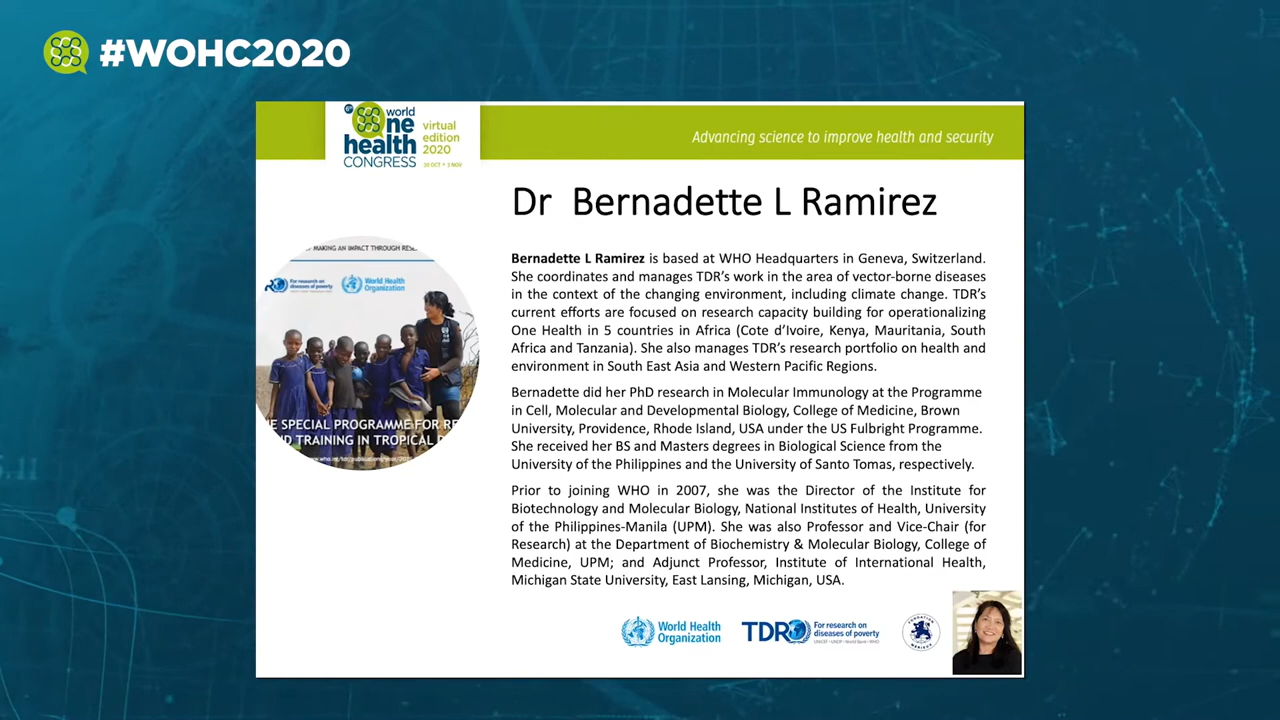 #WOHC2020
6th world
One
health
CONGRESS
virtual
edition
2020
30 OCT • 3 NOV
Advancing science to improve health and security
Dr Bernadette L Ramirez
MAKING AN IMPACT THROUGH
For research on
diseases of poverty
World Health
Organization
SPECIAL PROGRAMME FOR
TRAINING IN TROPICAL
Bernadette L Ramirez is based at WHO Headquarters in Geneva, Switzerland.
She coordinates and manages TDR's work in the area of vector-borne diseases
in the context of the changing environment, including climate change. TDR's
current efforts are focused on research capacity building for operationalizing
One Health in 5 countries in Africa (Cote d'Ivoire, Kenya, Mauritania, South
Africa and Tanzania). She also manages TDR's research portfolio on health and
environment in South East Asia and Western Pacific Regions.
Bernadette did her PhD research in Molecular Immunology at the Programme
in Cell, Molecular and Developmental Biology, College of Medicine, Brown
University, Providence, Rhode Island, USA under the US Fulbright Programme.
She received her BS and Masters degrees in Biological Science from the
University of the Philippines and the University of Santo Tomas, respectively.
Prior to joining WHO in 2007, she was the Director of the Institute for
Biotechnology and Molecular Biology, National Institutes of Health, University
of the Philippines-Manila (UPM). She was also Professor and Vice-Chair (for
Research) at the Department of Biochemistry & Molecular Biology, College of
Medicine, UPM; and Adjunct Professor, Institute of International Health,
Michigan State University, East Lansing, Michigan, USA.
World Health
Organization
TDR
For research on
diseases of poverty
UNICEF • UNDP • World Bank • WHO
FONDATION
MÉRIEUX